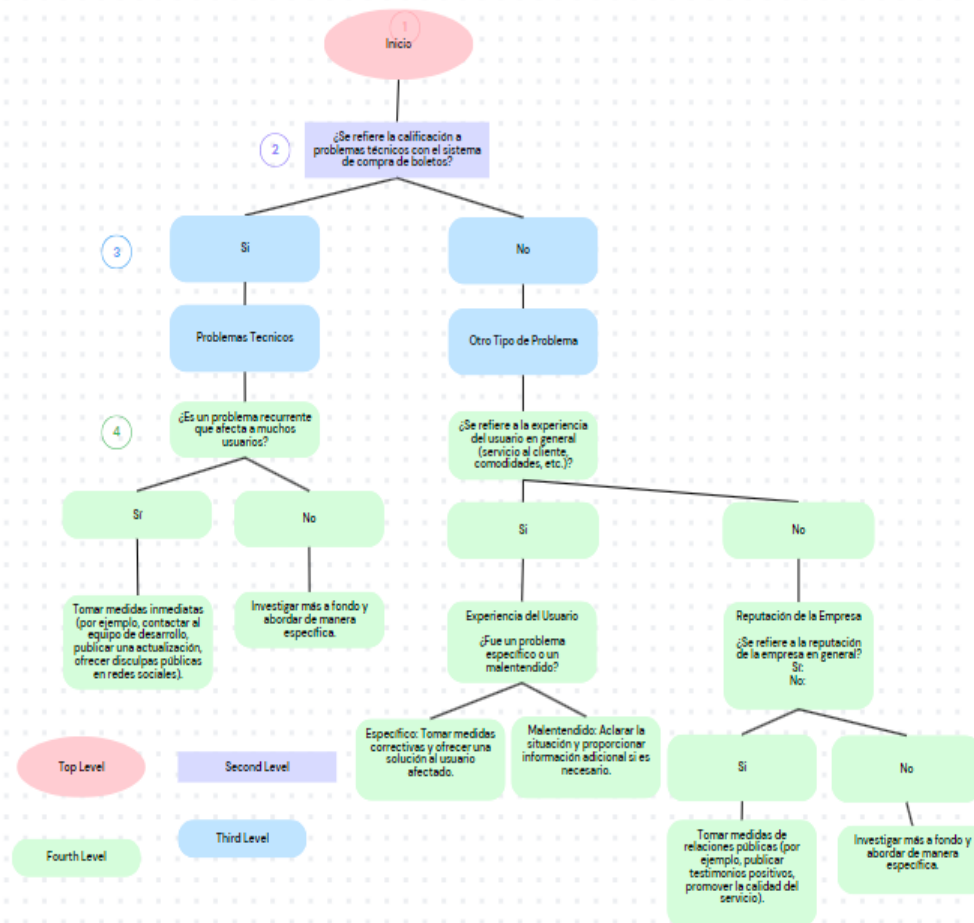 1
Inicio
2
¿Se refiere la calificación a
problemas técnicos con el sistema
de compra de boletos?
3
Si
No
Problemas Tecnicos
Otro Tipo de Problema
4
¿Es un problema recurrente
que afecta a muchos
usuarios?
¿Se refiere a la experiencia
del usuario en general
(servicio al cliente,
comodidades, etc.)?
Sí
No
Si
No
Tomar medidas inmediatas
(por ejemplo, contactar al
equipo de desarrollo,
publicar una actualización,
ofrecer disculpas públicas
en redes sociales).
Investigar más a fondo y
abordar de manera
específica.
Experiencia del Usuario
¿Fue un problema
específico o un
malentendido?
Reputación de la Empresa
¿Se refiere a la reputación
de la empresa en general?
Sí:
No:
Específico: Tomar medidas
correctivas y ofrecer una
solución al usuario
afectado.
Malentendido: Aclarar la
situación y proporcionar
información adicional si es
necesario.
Si
No
Tomar medidas de
relaciones públicas (por
ejemplo, publicar
testimonios positivos,
promover la calidad del
servicio).
Investigar más a fondo y
abordar de manera
específica.
Top Level
Second Level
Fourth Level
Third Level